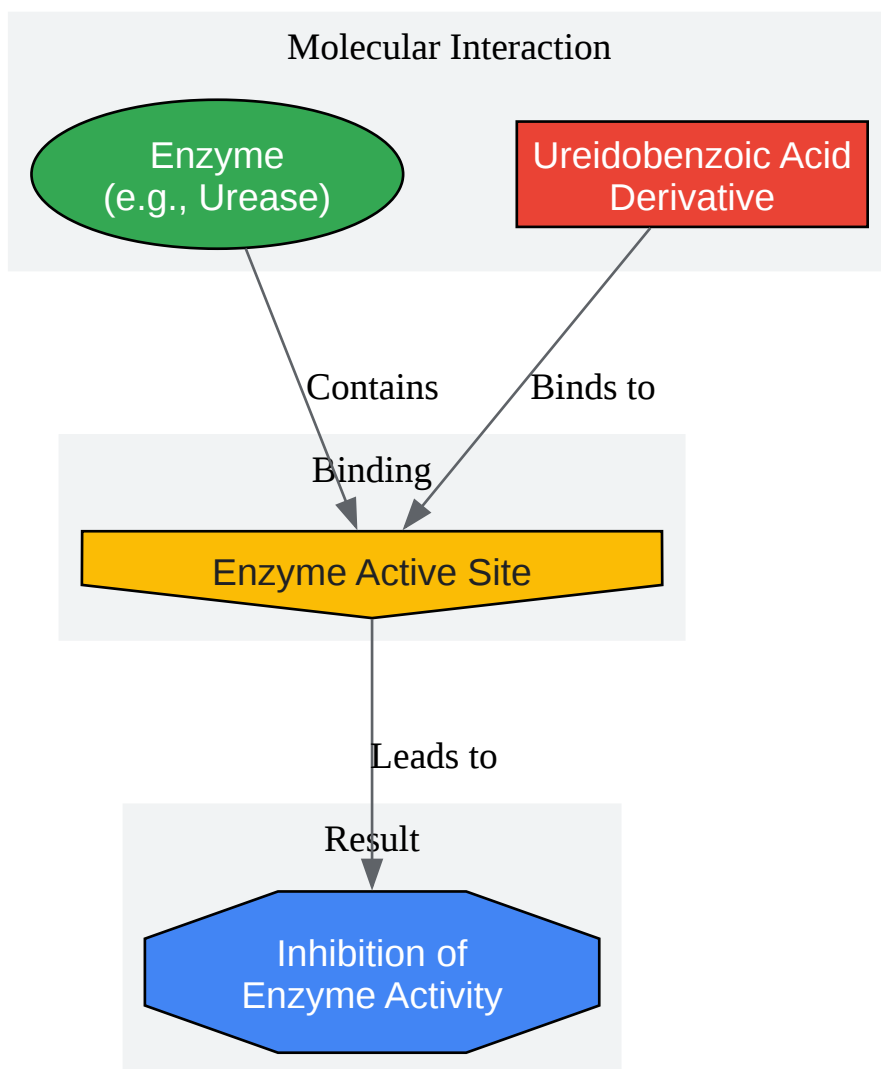 Molecular Interaction
Enzyme
(e.g., Urease)
Ureidobenzoic Acid
Derivative
Contains
Binds to
Binding
Enzyme Active Site
Leads to
Result
Inhibition of
Enzyme Activity